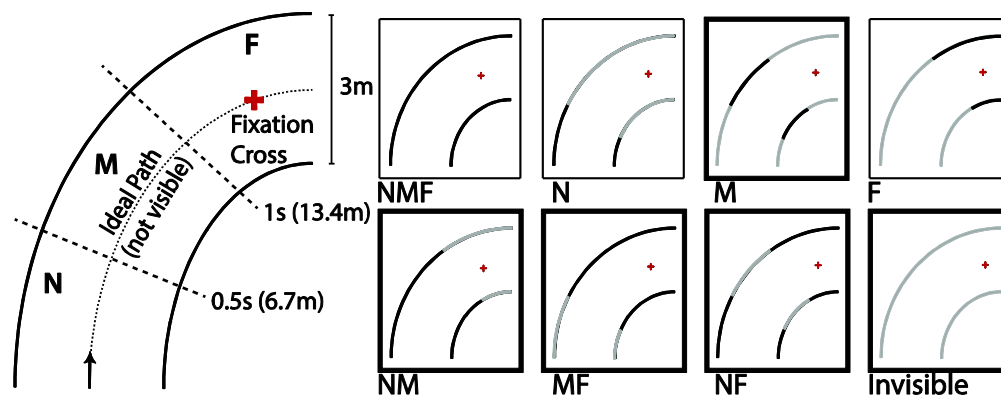 F
3m
Fixation
Cross
M
Ideal Path
(not visible)
1s (13.4m)
N
0.5s (6.7m)
NMF
N
M
F
NM
MF
NF
Invisible